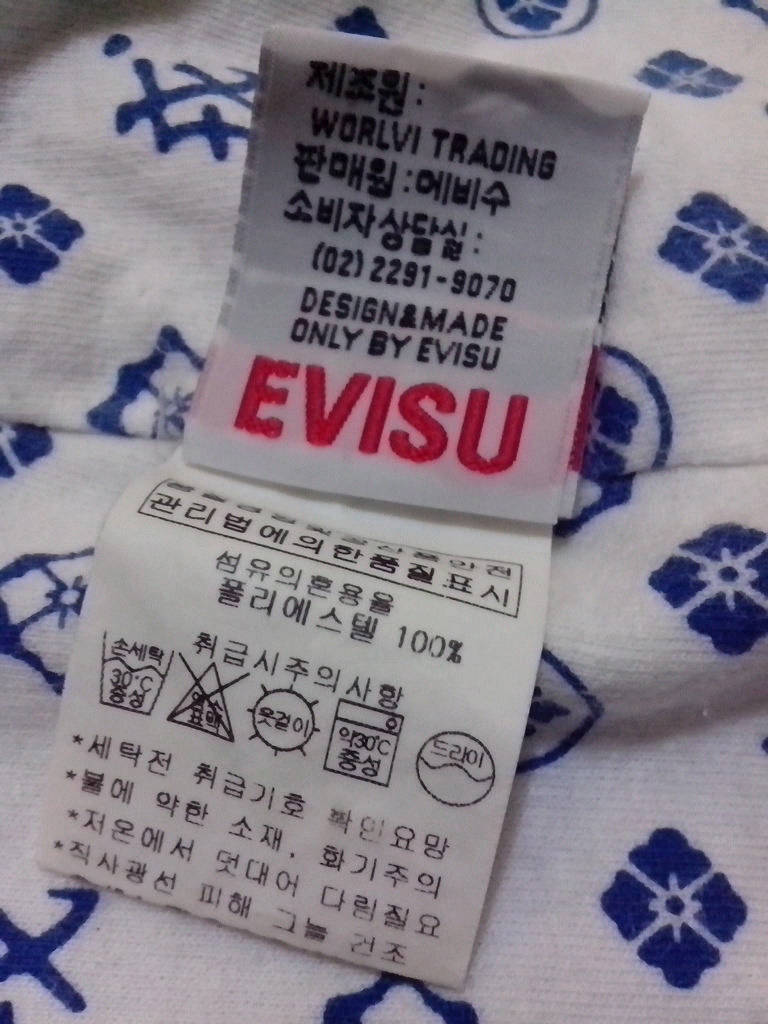 제조원 :
WORLVI TRADING
판매원 : 에비수
소비자상담실 :
(02) 2291-9070
DESIGN&MADE
ONLY BY EVISU
EVISU
관리법에의한품질표시
섬유의혼용율
폴리에스텔 100%
취급시주의사항
손세탁 30°C 중성
염소 표백
옷걸이
약30°C 중성
드라이
*세탁전 취급기호 확인요망
*불에 약한 소재, 화기주의
*저온에서 덧대어 다림질요
*직사광선 피해 그늘 건조